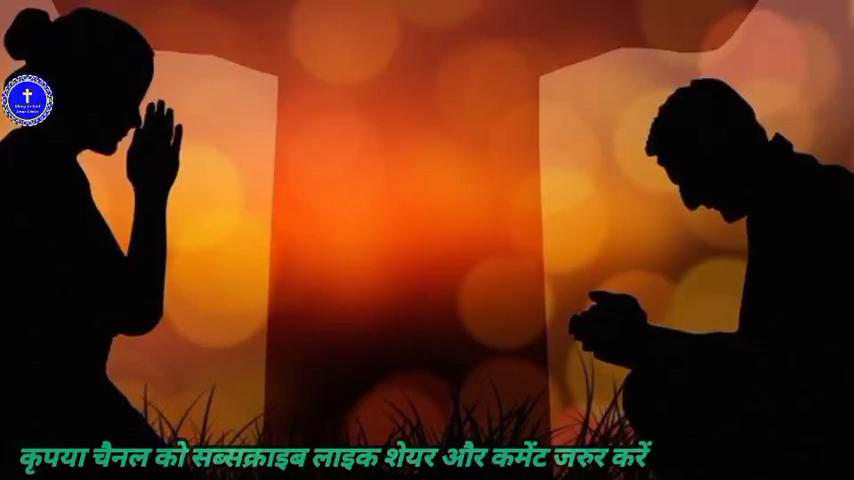 कृपया चैनल को सब्सक्राइब लाइक शेयर और कमेंट जरुर करें